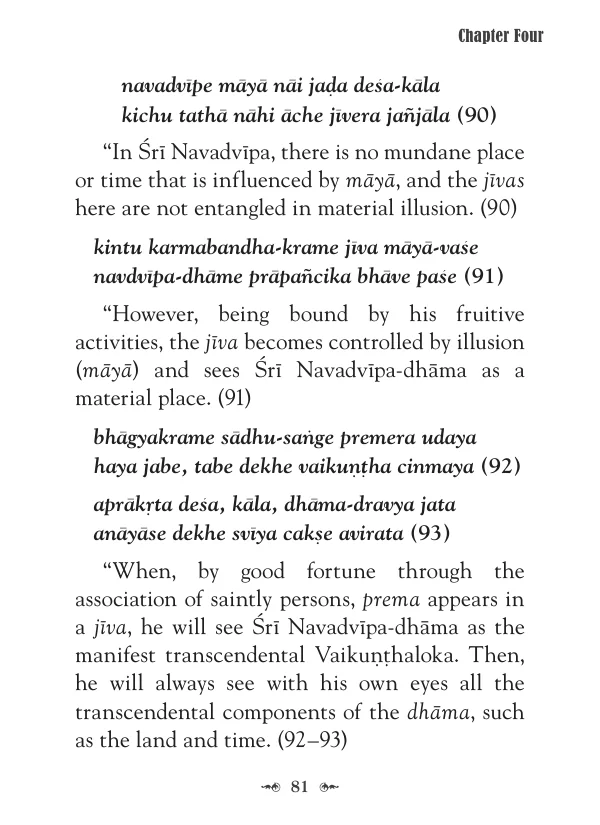 Chapter Four
navadvīpe māyā nāi jaḍa deśa-kāla
kichu tathā nāhi āche jīvera jañjāla (90)
“In Śrī Navadvīpa, there is no mundane place
or time that is influenced by māyā, and the jīvas
here are not entangled in material illusion. (90)
kintu karmabandha-krame jīva māyā-vaśe
navdvīpa-dhāme prāpañcika bhāve paśe (91)
“However, being bound by his fruitive
activities, the jīva becomes controlled by illusion
(māyā) and sees Śrī Navadvīpa-dhāma as a
material place. (91)
bhāgyakrame sādhu-saṅge premera udaya
haya jabe, tabe dekhe vaikuṇṭha cinmaya (92)
aprākṛta deśa, kāla, dhāma-dravya jata
anāyāse dekhe svīya cakṣe avirata (93)
“When, by good fortune through the
association of saintly persons, prema appears in
a jīva, he will see Śrī Navadvīpa-dhāma as the
manifest transcendental Vaikuṇṭhaloka. Then,
he will always see with his own eyes all the
transcendental components of the dhāma, such
as the land and time. (92–93)
81